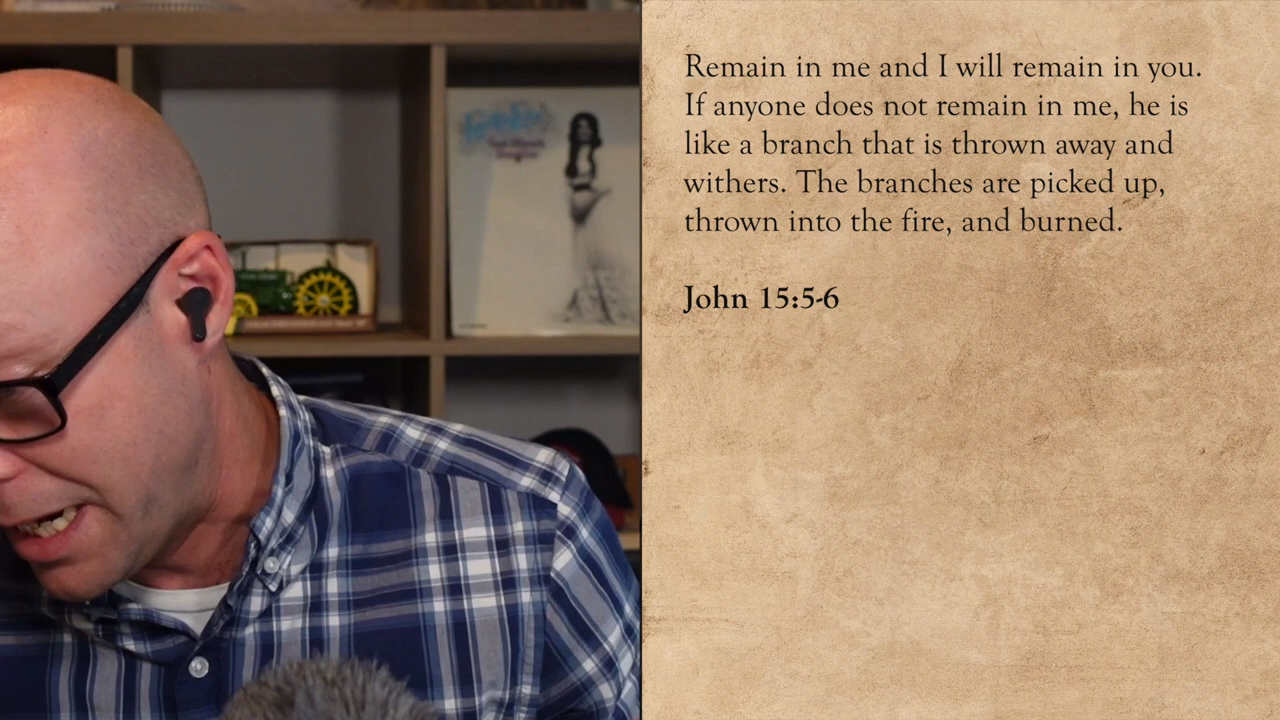 Remain in me and I will remain in you.
If anyone does not remain in me, he is
like a branch that is thrown away and
withers. The branches are picked up,
thrown into the fire, and burned.
John 15:5-6